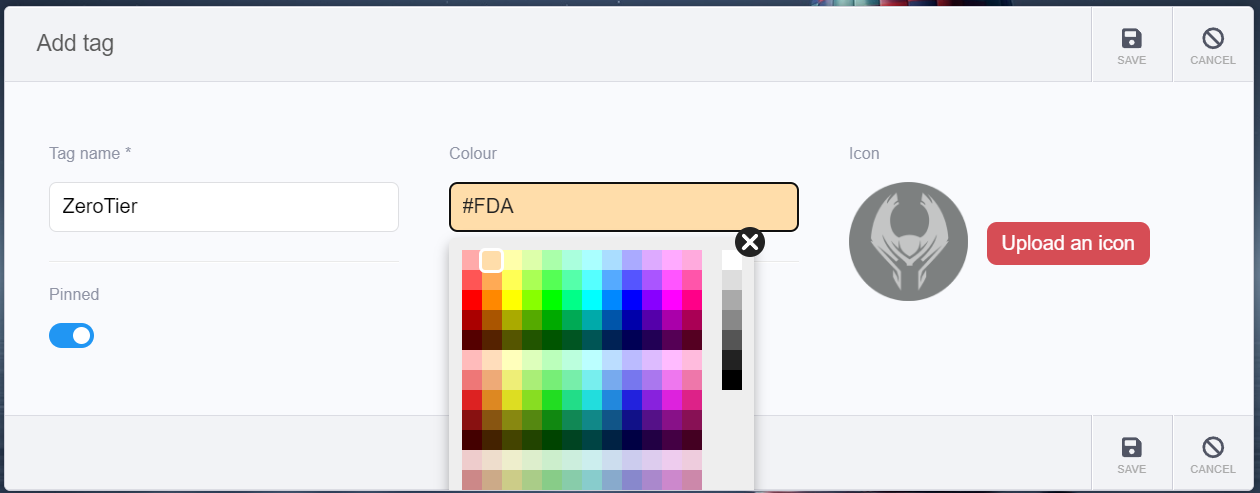 Add tag
SAVE
CANCEL
Tag name *
Colour
Icon
ZeroTier
#FDA
Upload an icon
Pinned
SAVE
CANCEL